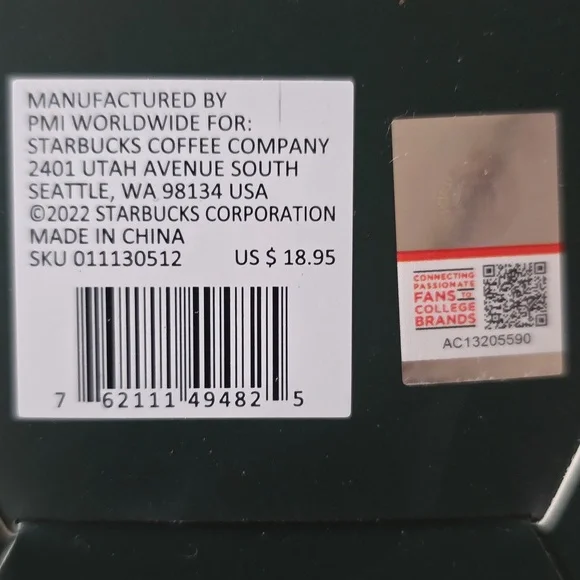 MANUFACTURED BY
PMI WORLDWIDE FOR:
STARBUCKS COFFEE COMPANY
2401 UTAH AVENUE SOUTH
SEATTLE, WA 98134 USA
©2022 STARBUCKS CORPORATION
MADE IN CHINA
SKU 011130512 US $ 18.95
7 62111 49482 5
CONNECTING
PASSIONATE
FANS TO
COLLEGE
BRANDS
AC13205590